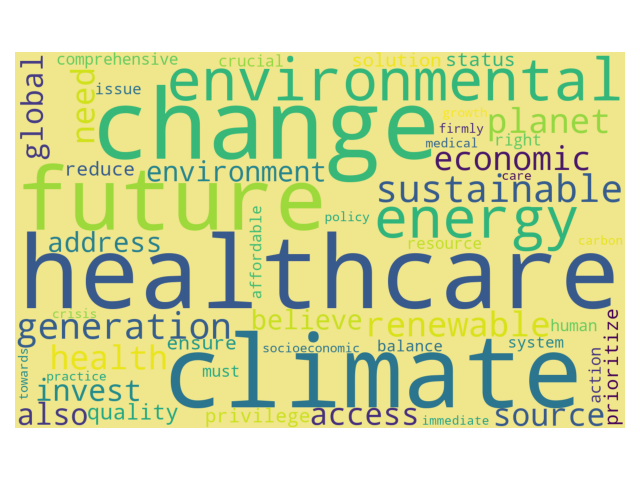 comprehensive crucial solution status
global need issue environmental
change growth planet
firmly
medical right
reduce environment economic
care
future sustainable
policy energy
address affordable resource carbon
healthcare
crisis generation believe renewable human
ensure socioeconomic balance system
towards health climate
practice must action prioritize
invest
also quality privilege access immediate source